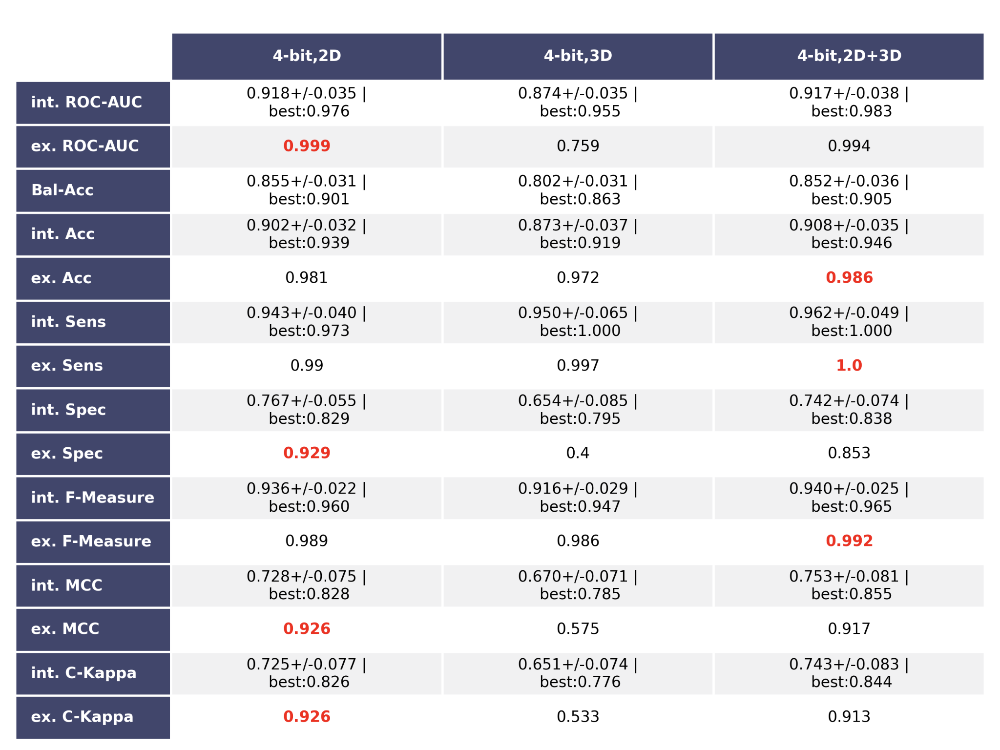 4-bit,2D 4-bit,3D 4-bit,2D+3D
int. ROC-AUC 0.918+/-0.035 | 0.874+/-0.035 | 0.917+/-0.038 |
best:0.976 best:0.955 best:0.983
ex. ROC-AUC 0.999 0.759 0.994
Bal-Acc 0.855+/-0.031 | 0.802+/-0.031 | 0.852+/-0.036 |
best:0.901 best:0.863 best:0.905
int. Acc 0.902+/-0.032 | 0.873+/-0.037 | 0.908+/-0.035 |
best:0.939 best:0.919 best:0.946
ex. Acc 0.981 0.972 0.986
int. Sens 0.943+/-0.040 | 0.950+/-0.065 | 0.962+/-0.049 |
best:0.973 best:1.000 best:1.000
ex. Sens 0.99 0.997 1.0
int. Spec 0.767+/-0.055 | 0.654+/-0.085 | 0.742+/-0.074 |
best:0.829 best:0.795 best:0.838
ex. Spec 0.929 0.4 0.853
int. F-Measure 0.936+/-0.022 | 0.916+/-0.029 | 0.940+/-0.025 |
best:0.960 best:0.947 best:0.965
ex. F-Measure 0.989 0.986 0.992
int. MCC 0.728+/-0.075 | 0.670+/-0.071 | 0.753+/-0.081 |
best:0.828 best:0.785 best:0.855
ex. MCC 0.926 0.575 0.917
int. C-Kappa 0.725+/-0.077 | 0.651+/-0.074 | 0.743+/-0.083 |
best:0.826 best:0.776 best:0.844
ex. C-Kappa 0.926 0.533 0.913